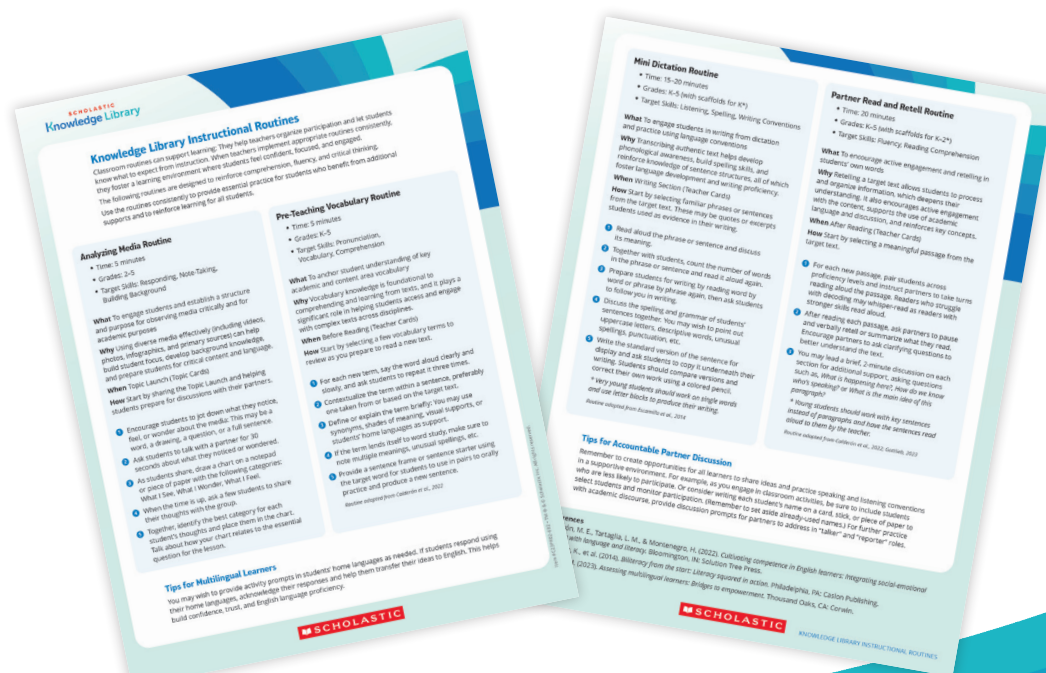 SCHOLASTIC
Knowledge Library
Knowledge Library Instructional Routines
Classroom routines can support learning: They help teachers organize participation and let students
know what to expect from instruction. When teachers implement appropriate routines consistently,
they foster a learning environment where students feel confident, focused, and engaged.
The following routines are designed to reinforce comprehension, fluency, and critical thinking.
Use the routines consistently to provide essential practice for students who benefit from additional
supports and to reinforce learning for all students.
Analyzing Media Routine
• Time: 5 minutes
• Grades: 2–5
• Target Skills: Responding, Note-Taking,
Building Background
What To engage students and establish a structure
and purpose for observing media critically and for
academic purposes
Why Using diverse media effectively (including videos,
photos, infographics, and primary sources) can help
build student focus, develop background knowledge,
and prepare students for critical content and language.
When Topic Launch (Topic Cards)
How Start by sharing the Topic Launch and helping
students prepare for discussions with their partners.
1 Encourage students to jot down what they notice,
feel, or wonder about the media. This may be a
word, a drawing, a question, or a full sentence.
2 Ask students to talk with a partner for 30
seconds about what they noticed or wondered.
3 As students share, draw a chart on a notepad
or piece of paper with the following categories:
What I See, What I Wonder, What I Feel.
4 When the time is up, ask a few students to share
their thoughts with the group.
5 Together, identify the best category for each
student's thoughts and place them in the chart.
Talk about how your chart relates to the essential
question for the lesson.
Pre-Teaching Vocabulary Routine
• Time: 5 minutes
• Grades: K–5
• Target Skills: Pronunciation,
Vocabulary, Comprehension
What To anchor student understanding of key
academic and content area vocabulary
Why Vocabulary knowledge is foundational to
comprehending and learning from texts, and it plays a
significant role in helping students access and engage
with complex texts across disciplines.
When Before Reading (Teacher Cards)
How Start by selecting a few vocabulary terms to
review as you prepare to read a new text.
1 For each new term, say the word aloud clearly and
slowly, and ask students to repeat it three times.
2 Contextualize the term within a sentence, preferably
one taken from or based on the target text.
3 Define or explain the term briefly: You may use
synonyms, shades of meaning, visual supports, or
students' home languages as support.
4 If the term lends itself to word study, make sure to
note multiple meanings, unusual spellings, etc.
5 Provide a sentence frame or sentence starter using
the target word for students to use in pairs to orally
practice and produce a new sentence.
Routine adapted from Calderón et al., 2022
Tips for Multilingual Learners
You may wish to provide activity prompts in students' home languages as needed. If students respond using
their home languages, acknowledge their responses and help them transfer their ideas to English. This helps
build confidence, trust, and English language proficiency.
SCHOLASTIC
Mini Dictation Routine
• Time: 15–20 minutes
• Grades: K–5 (with scaffolds for K*)
• Target Skills: Listening, Spelling, Writing Conventions
What To engage students in writing from dictation
and practice using language conventions
Why Transcribing authentic text helps develop
phonological awareness, build spelling skills, and
reinforce knowledge of sentence structures, all of which
foster language development and writing proficiency.
When Writing Section (Teacher Cards)
How Start by selecting familiar phrases or sentences
from the target text. These may be quotes or excerpts
students used as evidence in their writing.
1 Read aloud the phrase or sentence and discuss
its meaning.
2 Together with students, count the number of words
in the phrase or sentence and read it aloud again.
3 Prepare students for writing by reading word by
word or phrase by phrase again, then ask students
to follow you in writing.
4 Discuss the spelling and grammar of students'
sentences together. You may wish to point out
uppercase letters, descriptive words, unusual
spellings, punctuation, etc.
5 Write the standard version of the sentence for
display and ask students to copy it underneath their
writing. Students should compare versions and
correct their own work using a colored pencil.
* Very young students should work on single words
and use letter blocks to produce their writing.
Routine adapted from Escamilla et al., 2014
Partner Read and Retell Routine
• Time: 20 minutes
• Grades: K–5 (with scaffolds for K–2*)
• Target Skills: Fluency; Reading Comprehension
What To encourage active engagement and retelling in
students' own words
Why Retelling a target text allows students to process
and organize information, which deepens their
understanding. It also encourages active engagement
with the content, supports the use of academic
language and discussion, and reinforces key concepts.
When After Reading (Teacher Cards)
How Start by selecting a meaningful passage from the
target text.
1 For each new passage, pair students across
proficiency levels and instruct partners to take turns
reading aloud the passage. Readers who struggle
with decoding may whisper-read as readers with
stronger skills read aloud.
2 After reading each passage, ask partners to pause
and verbally retell or summarize what they read.
Encourage partners to ask clarifying questions to
better understand the text.
3 You may lead a brief, 2-minute discussion on each
section for additional support, asking questions
such as, What is happening here?, How do we know
who's speaking? or What is the main idea of this
paragraph?
* Young students should work with key sentences
instead of paragraphs and have the sentences read
aloud to them by the teacher.
Routine adapted from Calderón et al., 2022, Gottlieb, 2023
Tips for Accountable Partner Discussion
Remember to create opportunities for all learners to share ideas and practice speaking and listening conventions
in a supportive environment. For example, as you engage in classroom activities, be sure to include students
who are less likely to participate. Or consider writing each student's name on a card, stick, or piece of paper to
select students and monitor participation. (Remember to set aside already-used names.) For further practice
with academic discourse, provide discussion prompts for partners to address in "talker" and "reporter" roles.
M. E., Tartaglia, L. M., & Montenegro, H. (2022). Cultivating competence in English learners: Integrating social-emotional
with language and literacy. Bloomington, IN: Solution Tree Press.
K., et al. (2014). Biliteracy from the start: Literacy squared in action. Philadelphia, PA: Caslon Publishing.
(2023). Assessing multilingual learners: Bridges to empowerment. Thousand Oaks, CA: Corwin.
SCHOLASTIC
KNOWLEDGE LIBRARY INSTRUCTIONAL ROUTINES